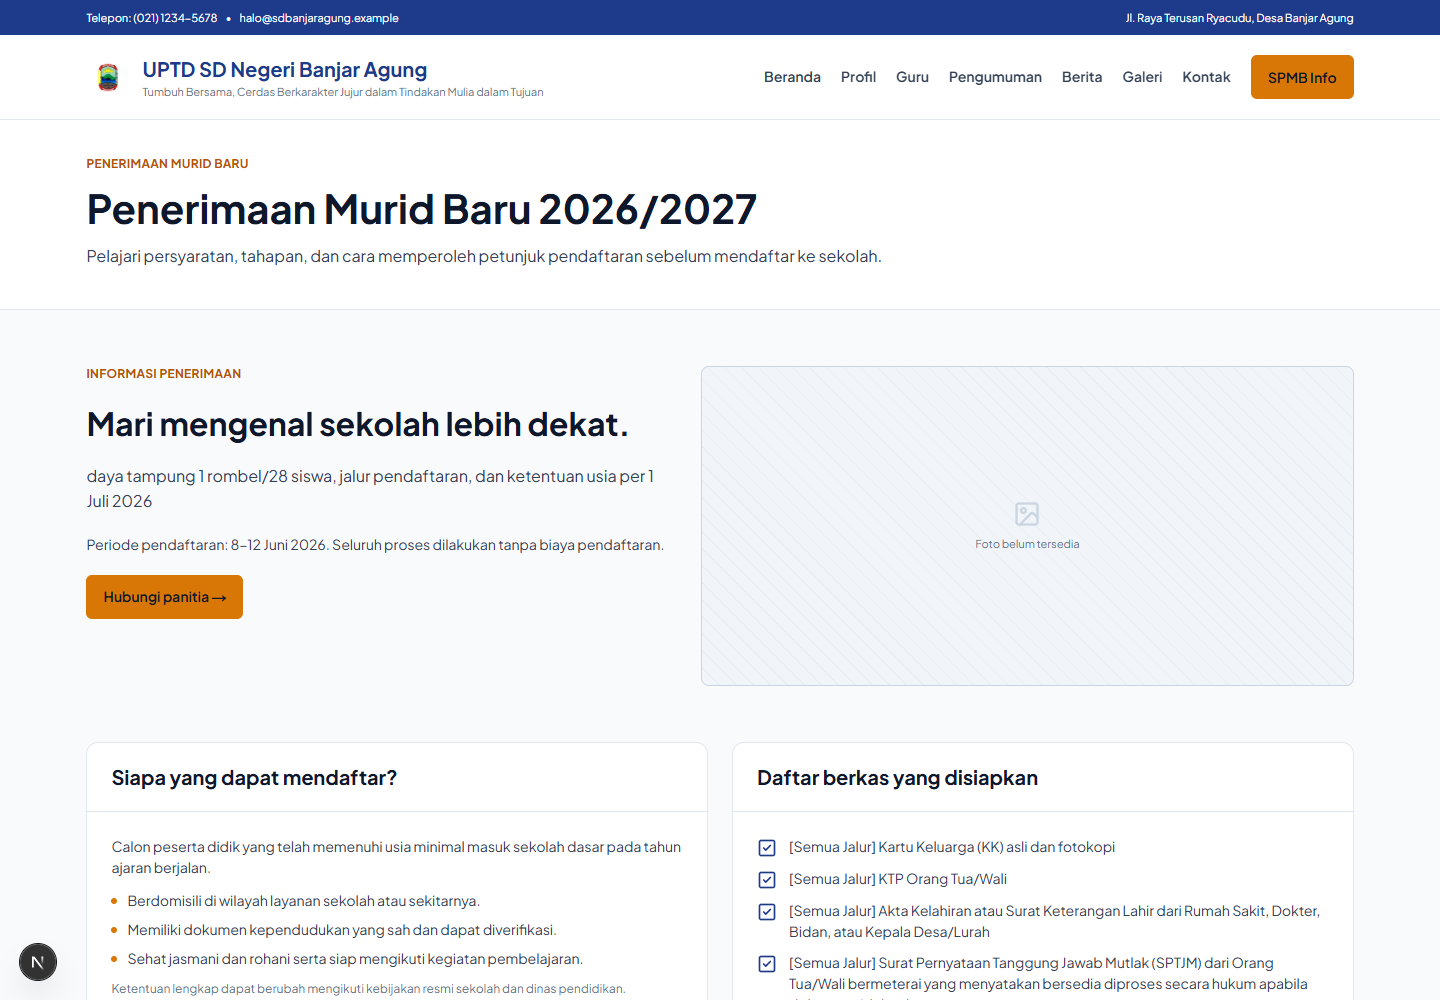 Telepon: (021) 1234-5678 • halo@sdbanjaragung.example
Jl. Raya Terusan Ryacudu, Desa Banjar Agung
UPTD SD Negeri Banjar Agung
Tumbuh Bersama, Cerdas Berkarakter Jujur dalam Tindakan Mulia dalam Tujuan
Beranda Profil Guru Pengumuman Berita Galeri Kontak SPMB Info
PENERIMAAN MURID BARU
Penerimaan Murid Baru 2026/2027
Pelajari persyaratan, tahapan, dan cara memperoleh petunjuk pendaftaran sebelum mendaftar ke sekolah.
INFORMASI PENERIMAAN
Mari mengenal sekolah lebih dekat.
daya tampung 1 rombel/28 siswa, jalur pendaftaran, dan ketentuan usia per 1
Juli 2026
Periode pendaftaran: 8–12 Juni 2026. Seluruh proses dilakukan tanpa biaya pendaftaran.
Hubungi panitia →
Foto belum tersedia
Siapa yang dapat mendaftar?
Calon peserta didik yang telah memenuhi usia minimal masuk sekolah dasar pada tahun
ajaran berjalan.
Berdomisili di wilayah layanan sekolah atau sekitarnya.
Memiliki dokumen kependudukan yang sah dan dapat diverifikasi.
Sehat jasmani dan rohani serta siap mengikuti kegiatan pembelajaran.
Ketentuan lengkap dapat berubah mengikuti kebijakan resmi sekolah dan dinas pendidikan.
Daftar berkas yang disiapkan
[Semua Jalur] Kartu Keluarga (KK) asli dan fotokopi
[Semua Jalur] KTP Orang Tua/Wali
[Semua Jalur] Akta Kelahiran atau Surat Keterangan Lahir dari Rumah Sakit, Dokter,
Bidan, atau Kepala Desa/Lurah
[Semua Jalur] Surat Pernyataan Tanggung Jawab Mutlak (SPTJM) dari Orang
Tua/Wali bermeterai yang menyatakan bersedia diproses secara hukum apabila
N